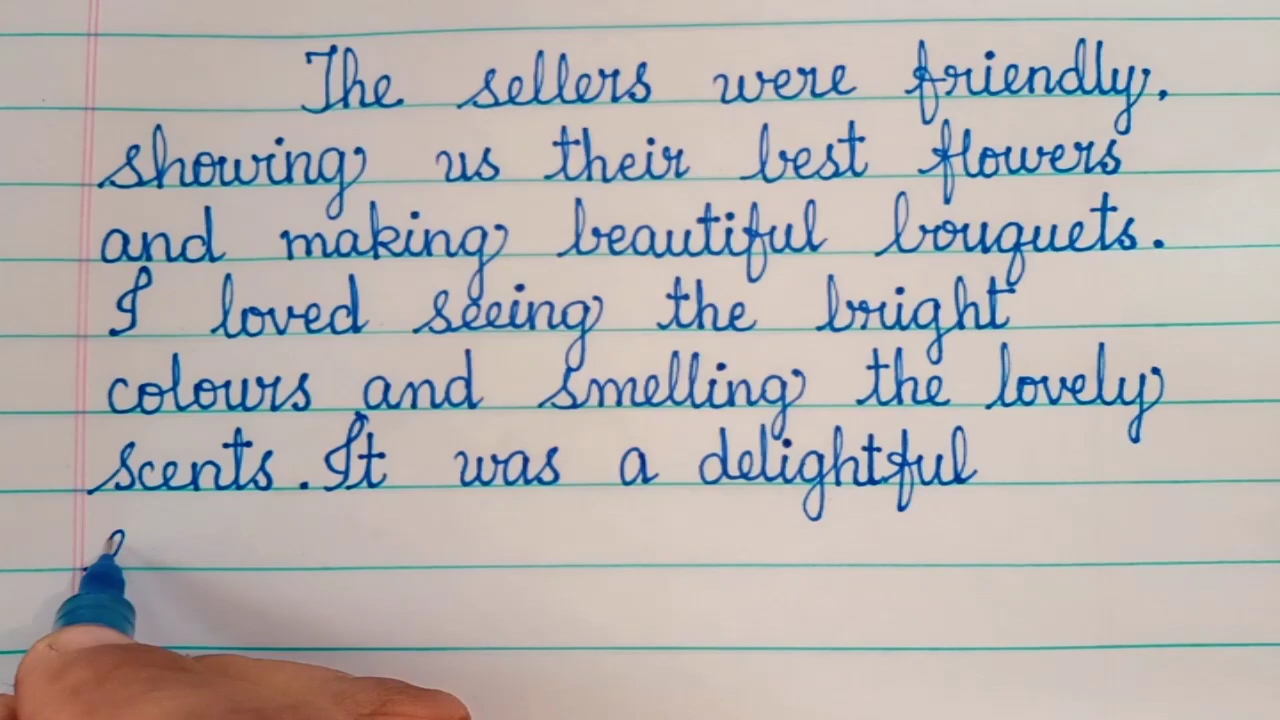 The sellers were friendly,
showing us their best flowers
and making beautiful bouquets.
I loved seeing the bright
colours and smelling the lovely
scents. It was a delightful